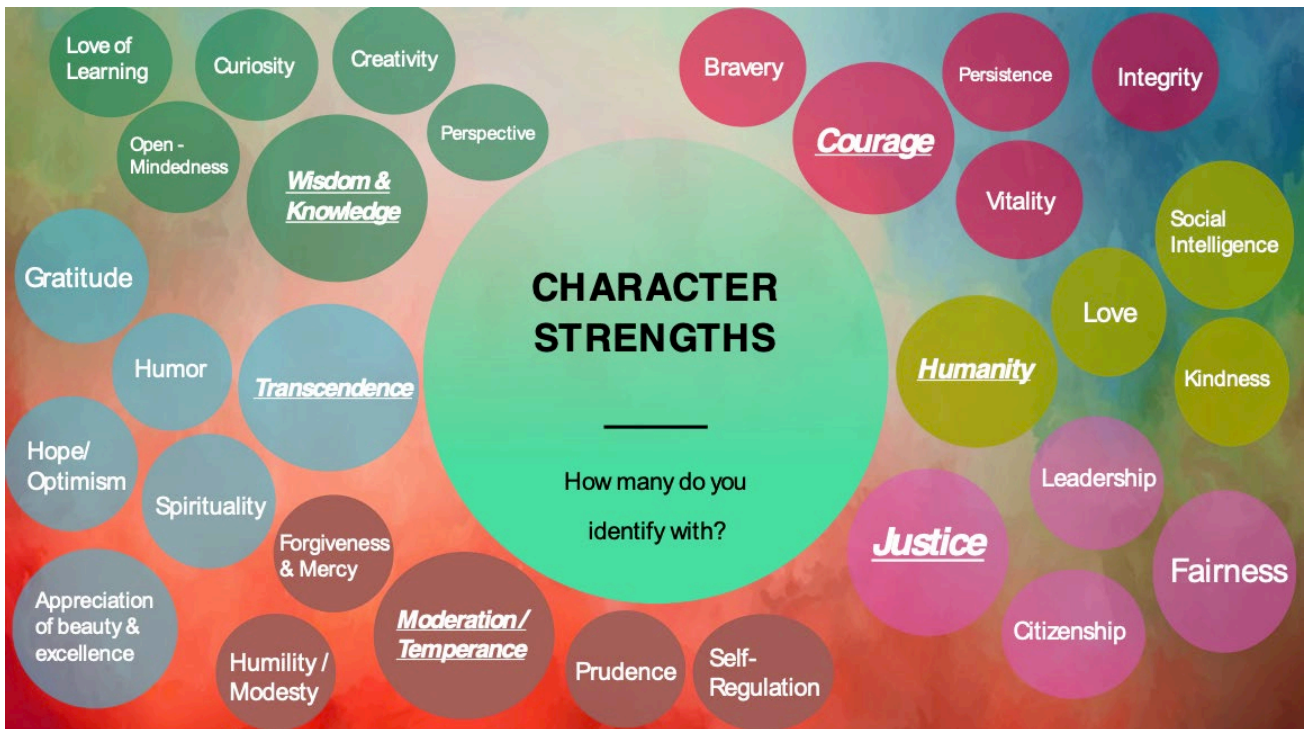 Love of
Learning
Curiosity
Creativity
Open -
Mindedness
Perspective
Wisdom &
Knowledge
Bravery
Persistence
Integrity
Courage
Vitality
Social
Intelligence
Love
Humanity
Kindness
CHARACTER
STRENGTHS
How many do you
identify with?
Gratitude
Humor
Transcendence
Hope/
Optimism
Spirituality
Appreciation
of beauty &
excellence
Forgiveness
& Mercy
Moderation /
Temperance
Humility /
Modesty
Prudence
Self-
Regulation
Leadership
Justice
Fairness
Citizenship